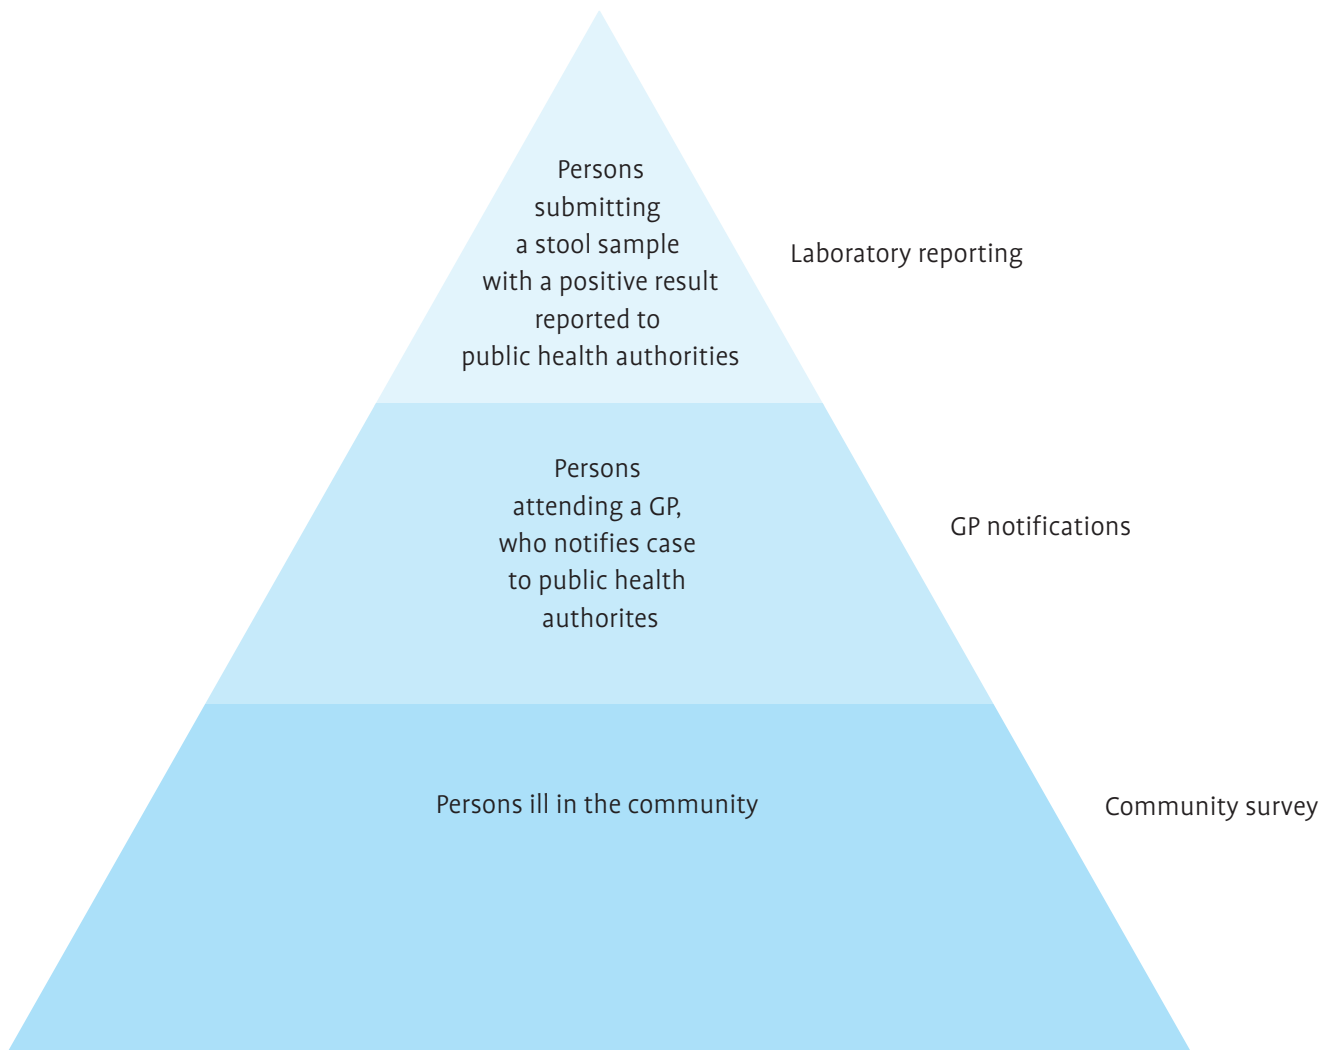 Persons
submitting
a stool sample
with a positive result
reported to
public health authorities
Laboratory reporting
Persons
attending a GP,
who notifies case
to public health
authorites
GP notifications
Persons ill in the community
Community survey